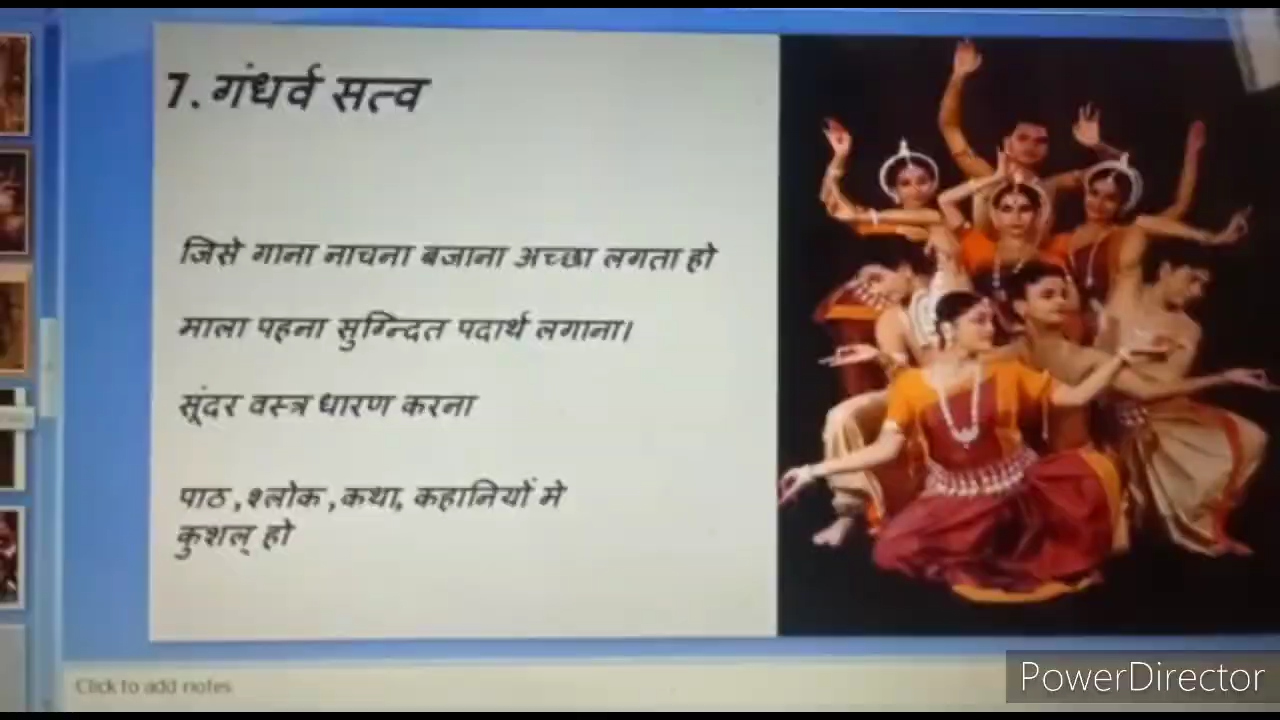 7. गंधर्व सत्व
जिसे गाना नाचना बजाना अच्छा लगता हो
माला पहना सुग्न्दित पदार्थ लगाना।
सूंदर वस्त्र धारण करना
पाठ ,श्लोक ,कथा, कहानियों मे
कुशल् हो
Click to add notes
PowerDirector